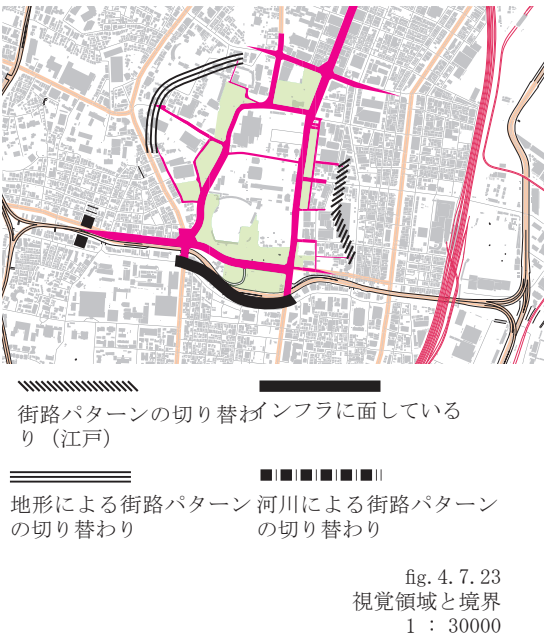 街路パターンの切り替わ
り（江戸）
インフラに面している
地形による街路パターン
の切り替わり
河川による街路パターン
の切り替わり
fig. 4.7.23
視覚領域と境界
1 : 30000